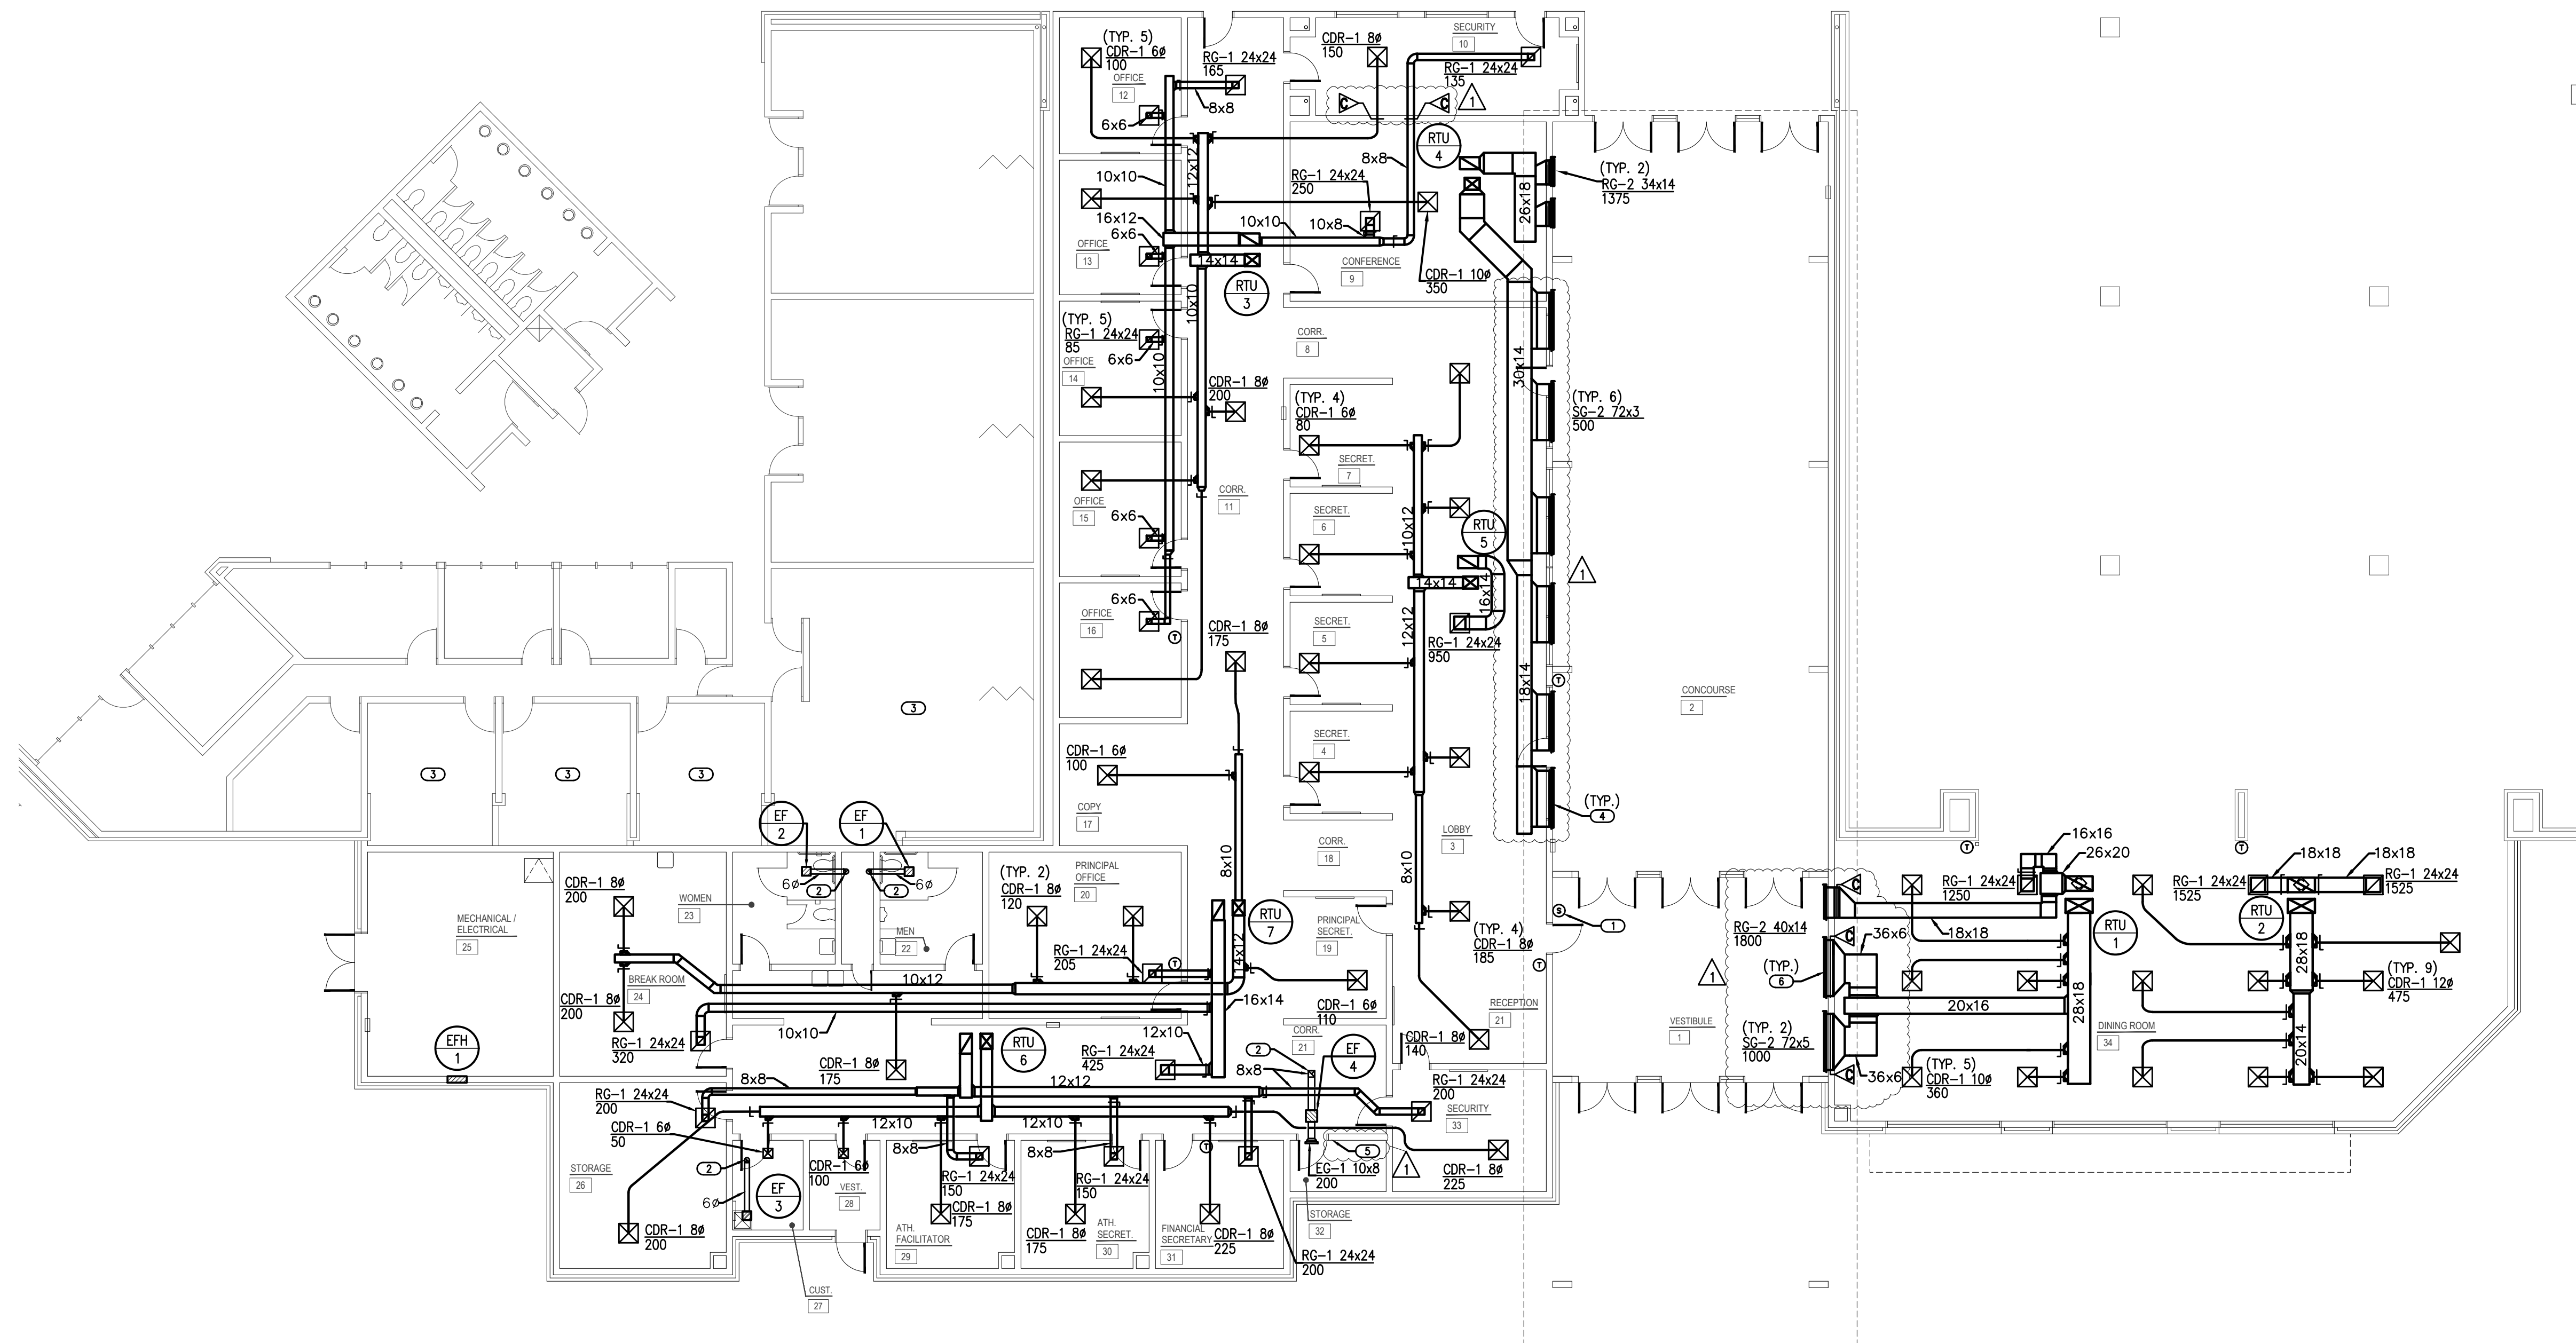 (TYP. 5)
CDR-1 6ø
100
OFFICE
12
RG-1 24x24
165
8x8
6x6
CDR-1 8ø
150
SECURITY
10
RG-1 24x24
135
C
C
1
RTU
4
8x8
(TYP. 2)
RG-2 34x14
1375
26x18
12x12
10x10
RG-1 24x24
250
16x12
6x6
10x10
10x8
OFFICE
13
14x14
CONFERENCE
9
CDR-1 10ø
350
RTU
3
10x10
(TYP. 5)
RG-1 24x24
85
OFFICE
14
6x6
10x10
CORR.
8
30x14
CDR-1 8ø
200
(TYP. 4)
CDR-1 6ø
80
(TYP. 6)
SG-2 72x3
500
SECRET.
7
OFFICE
15
6x6
CORR.
11
SECRET.
6
10x12
RTU
5
14x14
16x14
1
OFFICE
16
6x6
T
CDR-1 8ø
175
SECRET.
5
12x12
RG-1 24x24
950
18x14
T
CONCOURSE
2
3
3
3
3
SECRET.
4
CDR-1 6ø
100
COPY
17
(TYP.)
4
EF
2
EF
1
LOBBY
3
CORR.
18
8x10
8x10
6ø
2
2
6ø
WOMEN
23
MEN
22
PRINCIPAL
OFFICE
20
(TYP. 2)
CDR-1 8ø
120
CDR-1 8ø
200
MECHANICAL /
ELECTRICAL
25
RTU
7
14x12
PRINCIPAL
SECRET.
19
(TYP. 4)
CDR-1 8ø
185
S
1
T
RG-1 24x24
205
T
BREAK ROOM
24
CDR-1 8ø
200
10x12
16x14
CDR-1 6ø
110
RECEPTION
21
10x10
RG-1 24x24
320
12x10
CORR.
21
CDR-1 8ø
140
EFH
1
RTU
6
RG-1 24x24
425
2
EF
4
CDR-1 8ø
175
8x8
12x12
8x8
8x8
RG-1 24x24
200
RG-1 24x24
200
SECURITY
33
CDR-1 6ø
50
12x10
12x10
T
8x8
8x8
5
1
STORAGE
26
2
CDR-1 6ø
100
VEST.
28
EF
3
6ø
RG-1 24x24
150
RG-1 24x24
150
EG-1 10x8
200
CDR-1 8ø
225
CDR-1 8ø
175
STORAGE
32
CDR-1 8ø
200
ATH.
FACILITATOR
29
CDR-1 8ø
175
ATH.
SECRET.
30
FINANCIAL
SECRETARY
31
CDR-1 8ø
225
RG-1 24x24
200
CUST.
27
16x16
26x20
T
T
18x18
18x18
C
RG-1 24x24
1250
RG-1 24x24
1525
RG-1 24x24
1525
RG-2 40x14
1800
C
36x6
18x18
RTU
1
RTU
2
28x18
(TYP.)
6
1
(TYP. 9)
CDR-1 12ø
475
20x16
28x18
VESTIBULE
1
(TYP. 2)
SG-2 72x5
1000
DINING ROOM
34
20x14
C
36x6
(TYP. 5)
CDR-1 10ø
360